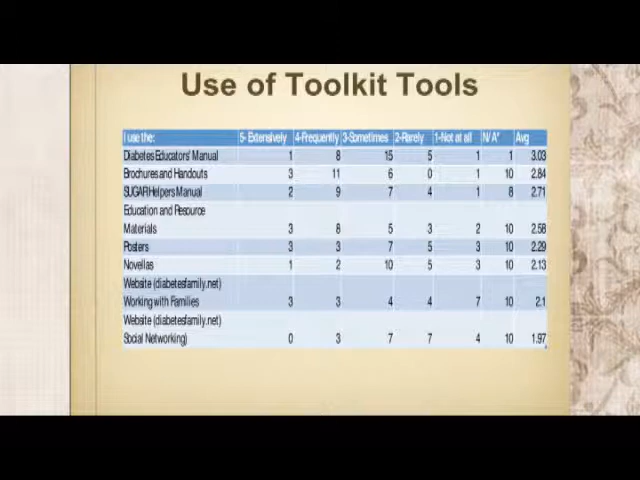 Use of Toolkit Tools
I use the: 5- Extensively 4-Frequently 3-Sometimes 2-Rarely 1-Not at all N/A* Avg
Diabetes Educators' Manual 1 8 15 5 1 1 3.03
Brochures and Handouts 3 11 6 0 1 10 2.84
SUGAR Helpers Manual 2 9 7 4 1 8 2.71
Education and Resource
Materials 3 8 5 3 2 10 2.58
Posters 3 3 7 5 3 10 2.29
Novellas 1 2 10 5 3 10 2.13
Website (diabetesfamily.net)
Working with Families 3 3 4 4 7 10 2.1
Website (diabetesfamily.net)
Social Networking) 0 3 7 7 4 10 1.97